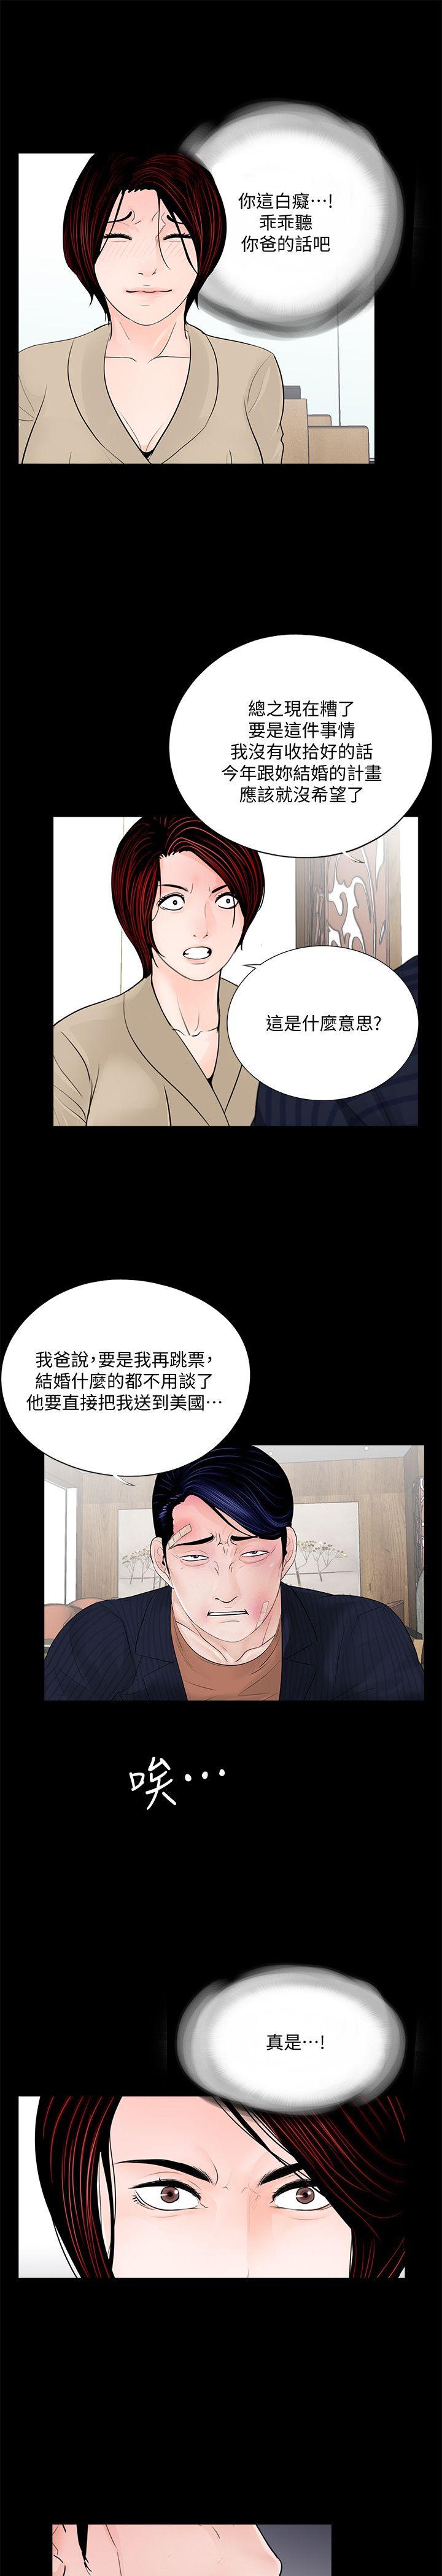 你這白癡…!
乖乖聽
你爸的話吧
總之現在糟了
要是這件事情
我沒有收拾好的話
今年跟妳結婚的計畫
應該就沒希望了
這是什麼意思?
我爸說，要是我再跳票，
結婚什麼的都不用談了
他要直接把我送到美國…
唉…
真是…!